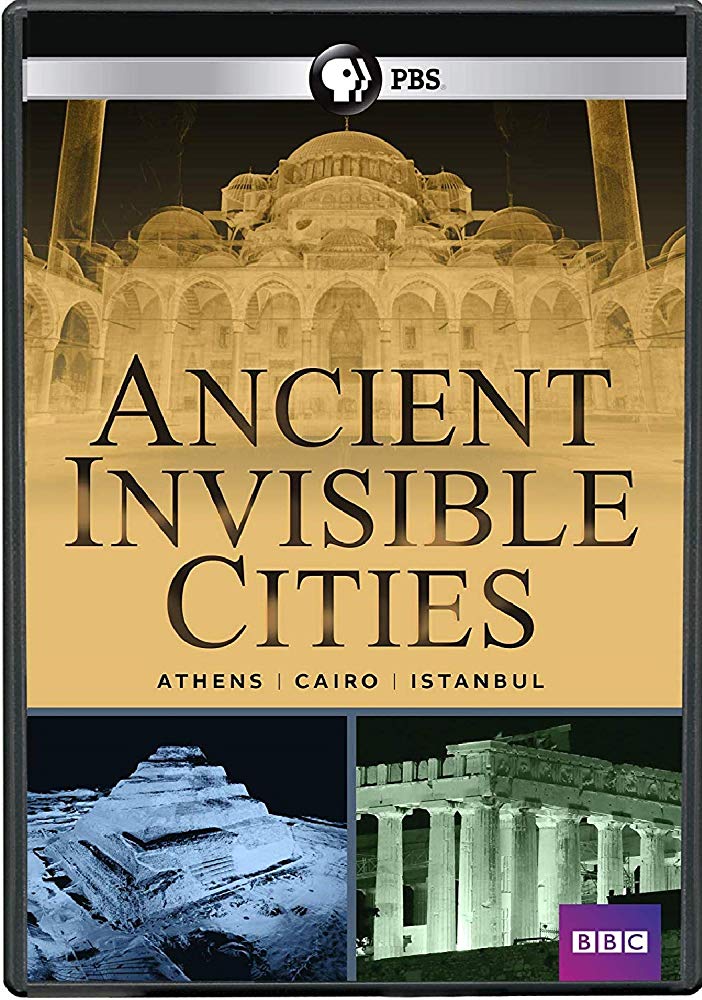 PBS
ANCIENT
INVISIBLE
CITIES
ATHENS | CAIRO | ISTANBUL
BBC